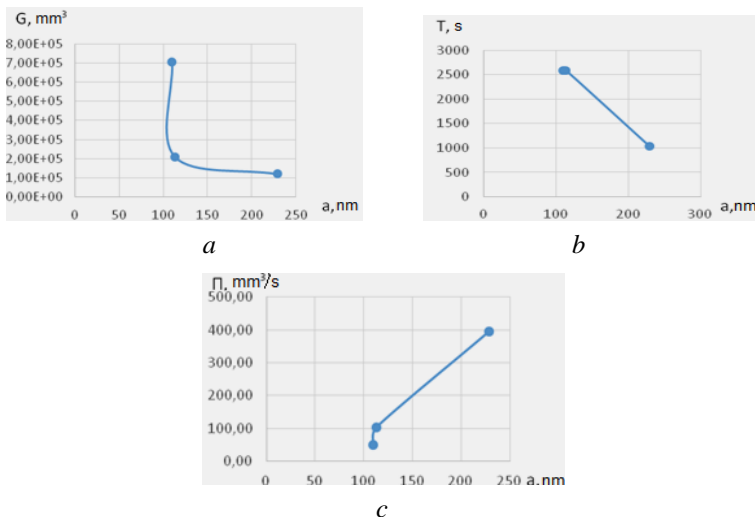 G, mm³
8,00E+05
7,00E+05
6,00E+05
5,00E+05
4,00E+05
3,00E+05
2,00E+05
1,00E+05
0,00E+00
0 50 100 150 200 250 a,nm
a
T, s
3000
2500
2000
1500
1000
500
0
0 100 200 300 a,nm
b
П, mm³/s
500,00
400,00
300,00
200,00
100,00
0,00
0 50 100 150 200 250 a,nm
c